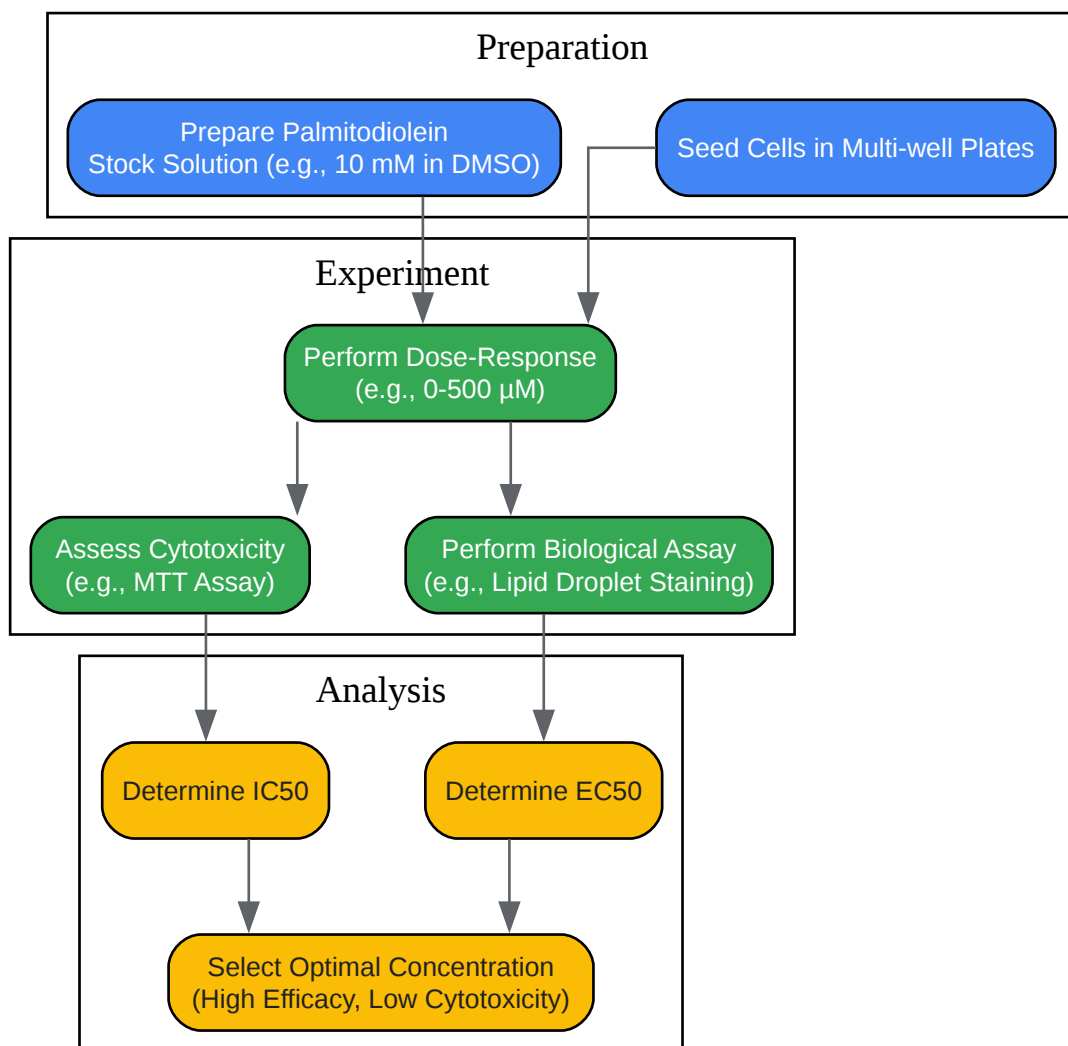 Preparation
Prepare Palmitodiolein
Stock Solution (e.g., 10 mM in DMSO)
Seed Cells in Multi-well Plates
Experiment
Perform Dose-Response
(e.g., 0-500 µM)
Assess Cytotoxicity
(e.g., MTT Assay)
Perform Biological Assay
(e.g., Lipid Droplet Staining)
Analysis
Determine IC50
Determine EC50
Select Optimal Concentration
(High Efficacy, Low Cytotoxicity)